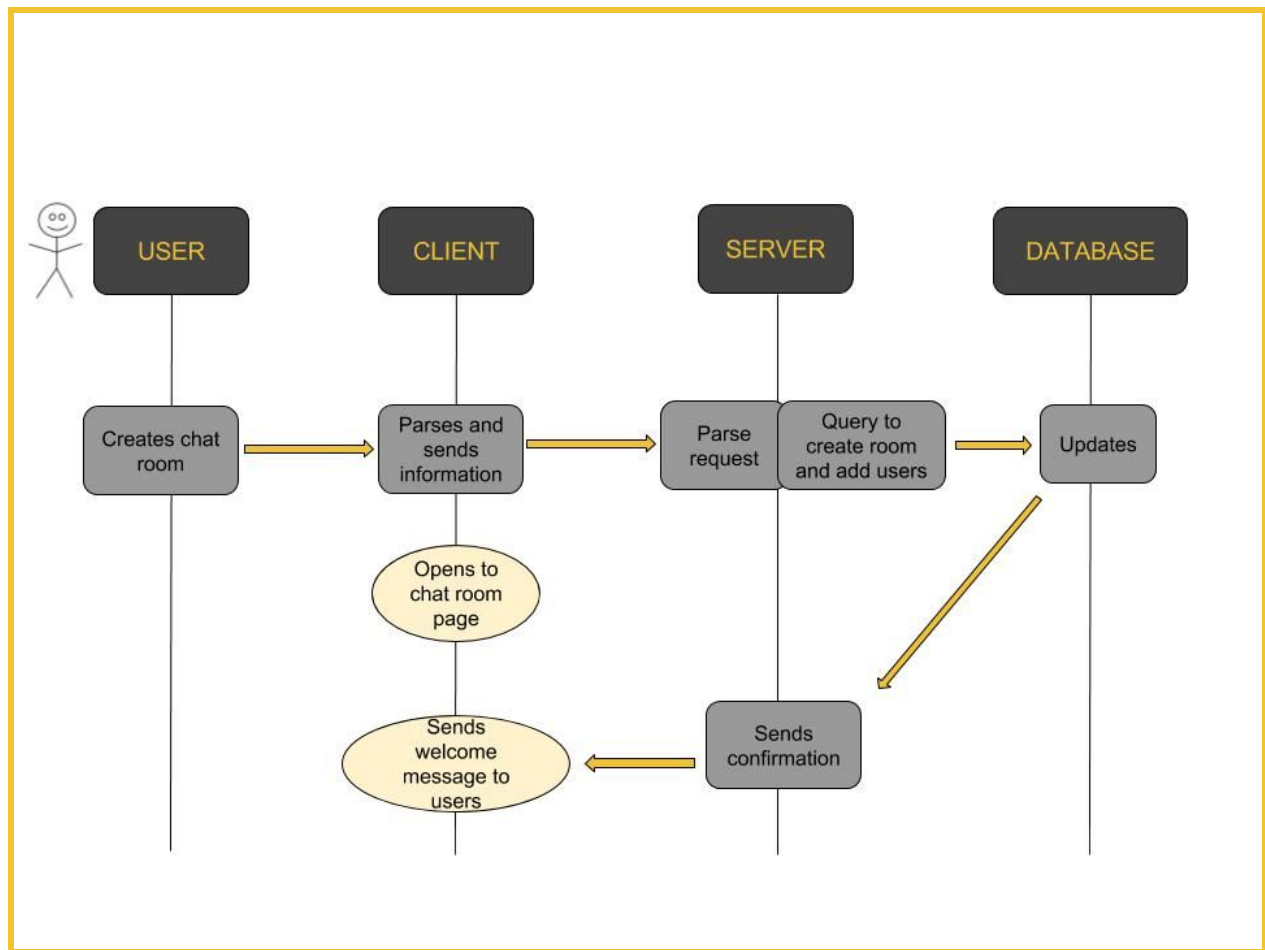 USER
CLIENT
SERVER
DATABASE
Creates chat
room
Parses and
sends
information
Parse
request
Query to
create room
and add users
Updates
Opens to
chat room
page
Sends
confirmation
Sends
welcome
message to
users